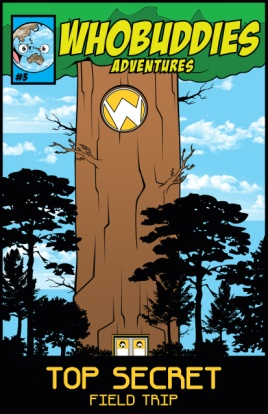 WHOBUDDIES
ADVENTURES
#3
W
TOP SECRET
FIELD TRIP